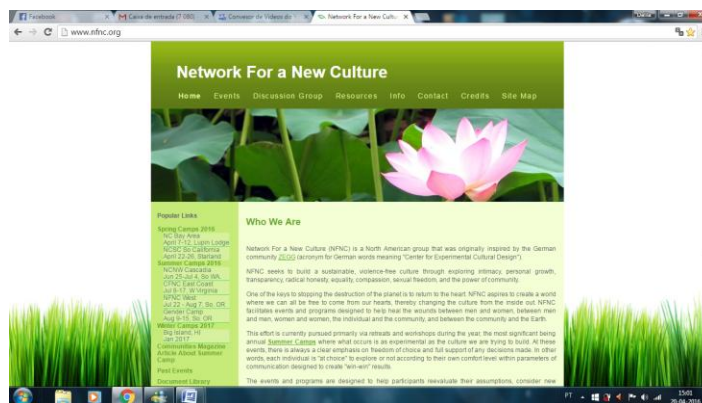 Facebook
Caixa de entrada (7 080)
Conversor de Vídeos do Y
Network For a New Cultu
www.nfnc.org
Network For a New Culture
Home Events Discussion Group Resources Info Contact Credits Site Map
Popular Links
Spring Camps 2016
NC Bay Area
April 7-12, Lupin Lodge
NCSC So California
April 22-26, Starland
Summer Camps 2016
NCNW Cascadia
Jun 25-Jul 4, So WA,
CFNC East Coast
Jul 8-17, W Virginia
NFNC West
Jul 22 - Aug 7, So, OR
Gender Camp
Aug 9-15, So, OR
Winter Camps 2017
Big Island, HI
Jan 2017
Communities Magazine
Article About Summer
Camp
Past Events
Document Library
Who We Are
Network For a New Culture (NFNC) is a North American group that was originally inspired by the German
community ZEGG (acronym for German words meaning "Center for Experimental Cultural Design").
NFNC seeks to build a sustainable, violence-free culture through exploring intimacy, personal growth,
transparency, radical honesty, equality, compassion, sexual freedom, and the power of community.
One of the keys to stopping the destruction of the planet is to return to the heart. NFNC aspires to create a world
where we can all be free to come from our hearts, thereby changing the culture from the inside out. NFNC
facilitates events and programs designed to help heal the wounds between men and women, between men
and men, women and women, the individual and the community, and between the community and the Earth.
This effort is currently pursued primarily via retreats and workshops during the year, the most significant being
annual Summer Camps where what occurs is as experimental as the culture we are trying to build. At these
events, there is always a clear emphasis on freedom of choice and full support of any decisions made. In other
words, each individual is "at choice" to explore or not according to their own comfort level within parameters of
communication designed to create "win-win" results.
The events and programs are designed to help participants reevaluate their assumptions, consider new
PT
15:01
20-04-2016